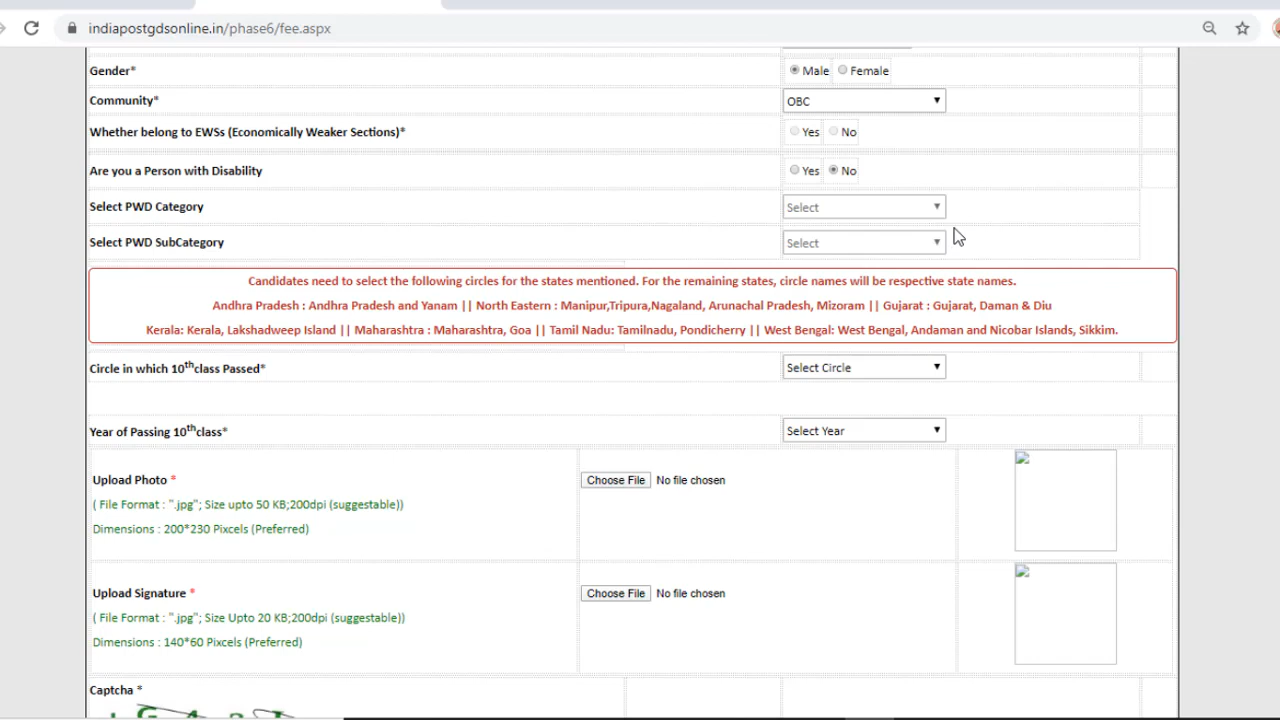 indiapostgdsonline.in/phase6/fee.aspx
Gender* Male Female
Community* OBC
Whether belong to EWSs (Economically Weaker Sections)* Yes No
Are you a Person with Disability Yes No
Select PWD Category Select
Select PWD SubCategory Select
Candidates need to select the following circles for the states mentioned. For the remaining states, circle names will be respective state names.
Andhra Pradesh : Andhra Pradesh and Yanam || North Eastern : Manipur,Tripura,Nagaland, Arunachal Pradesh, Mizoram || Gujarat : Gujarat, Daman & Diu
Kerala: Kerala, Lakshadweep Island || Maharashtra : Maharashtra, Goa || Tamil Nadu: Tamilnadu, Pondicherry || West Bengal: West Bengal, Andaman and Nicobar Islands, Sikkim.
Circle in which 10th class Passed* Select Circle
Year of Passing 10th class* Select Year
Upload Photo * Choose File No file chosen
( File Format : ".jpg"; Size upto 50 KB;200dpi (suggestable))
Dimensions : 200*230 Pixcels (Preferred)
Upload Signature * Choose File No file chosen
( File Format : ".jpg"; Size Upto 20 KB;200dpi (suggestable))
Dimensions : 140*60 Pixcels (Preferred)
Captcha *